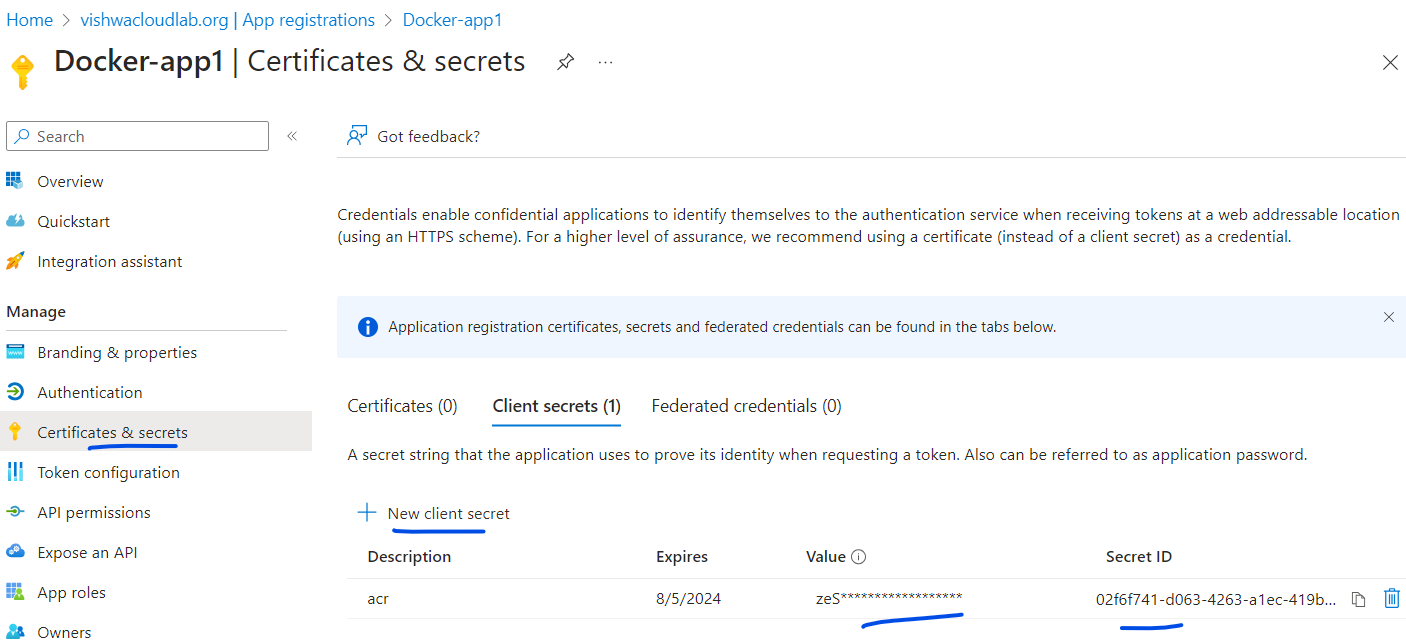 Home > vishwacloudlab.org | App registrations > Docker-app1
Docker-app1 | Certificates & secrets
Search
Got feedback?
Overview
Quickstart
Integration assistant
Manage
Branding & properties
Authentication
Certificates & secrets
Token configuration
API permissions
Expose an API
App roles
Owners
Credentials enable confidential applications to identify themselves to the authentication service when receiving tokens at a web addressable location
(using an HTTPS scheme). For a higher level of assurance, we recommend using a certificate (instead of a client secret) as a credential.
Application registration certificates, secrets and federated credentials can be found in the tabs below.
Certificates (0) Client secrets (1) Federated credentials (0)
A secret string that the application uses to prove its identity when requesting a token. Also can be referred to as application password.
New client secret
Description Expires Value Secret ID
acr 8/5/2024 zeS****************** 02f6f741-d063-4263-a1ec-419b...